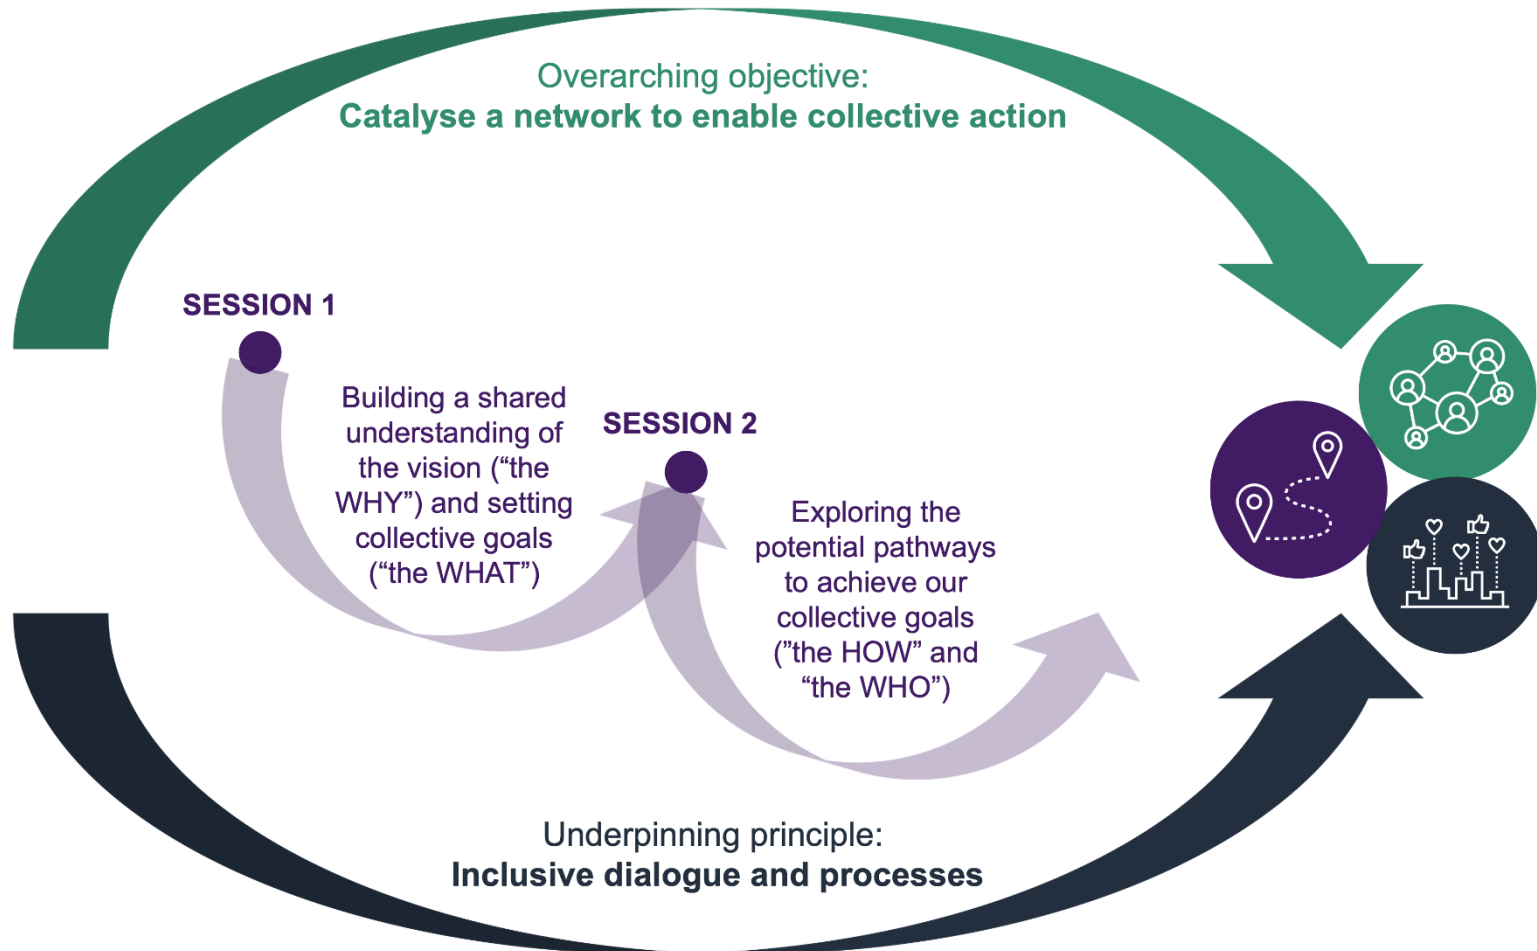 Overarching objective:
Catalyse a network to enable collective action
SESSION 1
Building a shared
understanding of
the vision (“the
WHY”) and setting
collective goals
(“the WHAT”)
SESSION 2
Exploring the
potential pathways
to achieve our
collective goals
(”the HOW” and
“the WHO”)
Underpinning principle:
Inclusive dialogue and processes